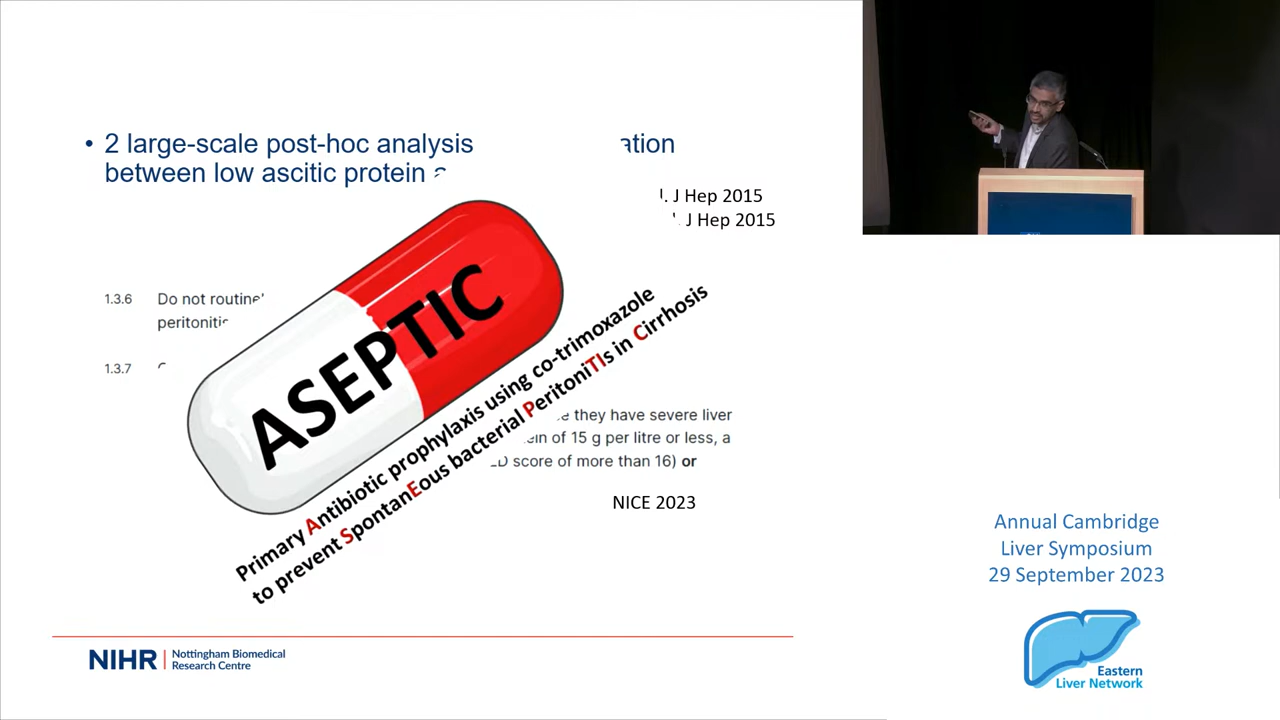 • 2 large-scale post-hoc analysis
between low ascitic protein
J Hep 2015
J Hep 2015
1.3.6 Do not
1.3.7
ASEPTIC
Primary Antibiotic prophylaxis using co-trimoxazole
to prevent SpontanEous bacterial PeritoniTIs in Cirrhosis
they have severe liver
of 15 g per litre or less, a
score of more than 16) or
NICE 2023
NIHR | Nottingham Biomedical
Research Centre
Annual Cambridge
Liver Symposium
29 September 2023
Eastern
Liver Network